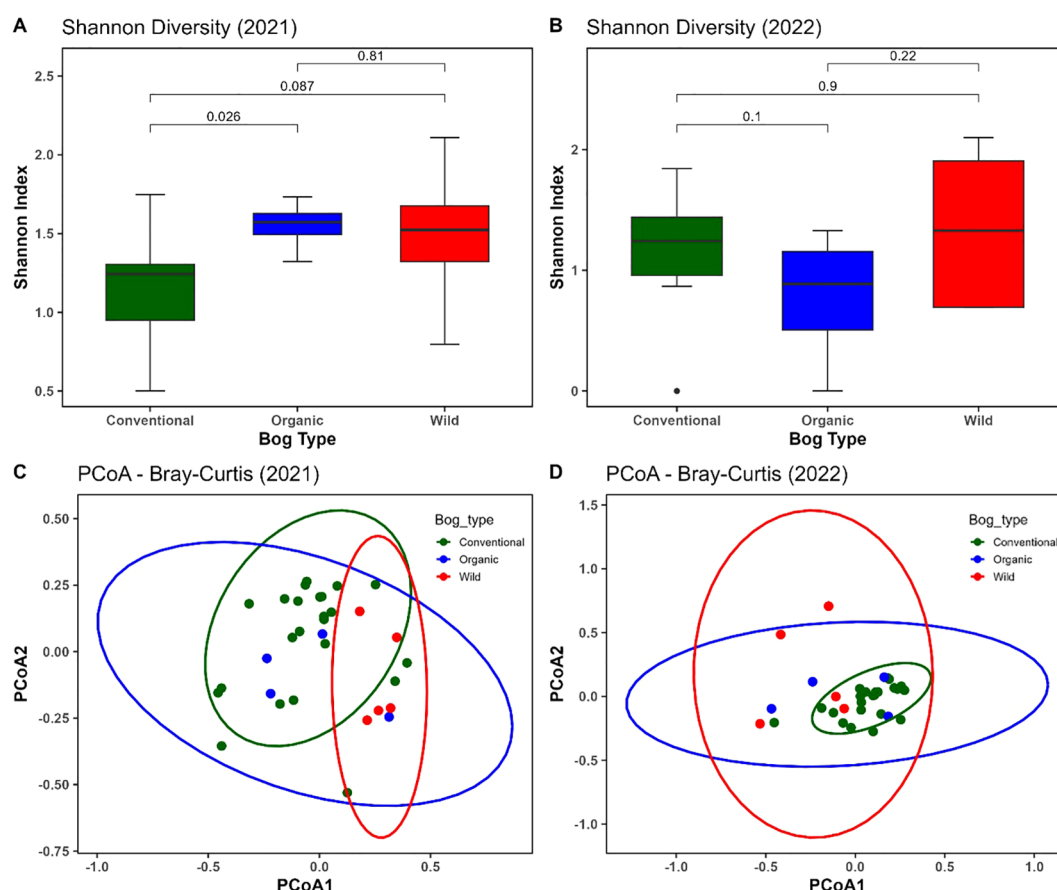 A Shannon Diversity (2021)
Shannon Index
2.5
2.0
1.5
1.0
0.5
0.81
0.087
0.026
Conventional Organic Wild
Bog Type
B Shannon Diversity (2022)
Shannon Index
2
1
0
0.22
0.9
0.1
Conventional Organic Wild
Bog Type
C PCoA - Bray-Curtis (2021)
PCoA2
0.50
0.25
0.00
-0.25
-0.50
-0.75
Bog_type
Conventional
Organic
Wild
-1.0 -0.5 0.0 0.5
PCoA1
D PCoA - Bray-Curtis (2022)
PCoA2
1.5
1.0
0.5
0.0
-0.5
-1.0
Bog_type
Conventional
Organic
Wild
-1.0 -0.5 0.0 0.5 1.0
PCoA1